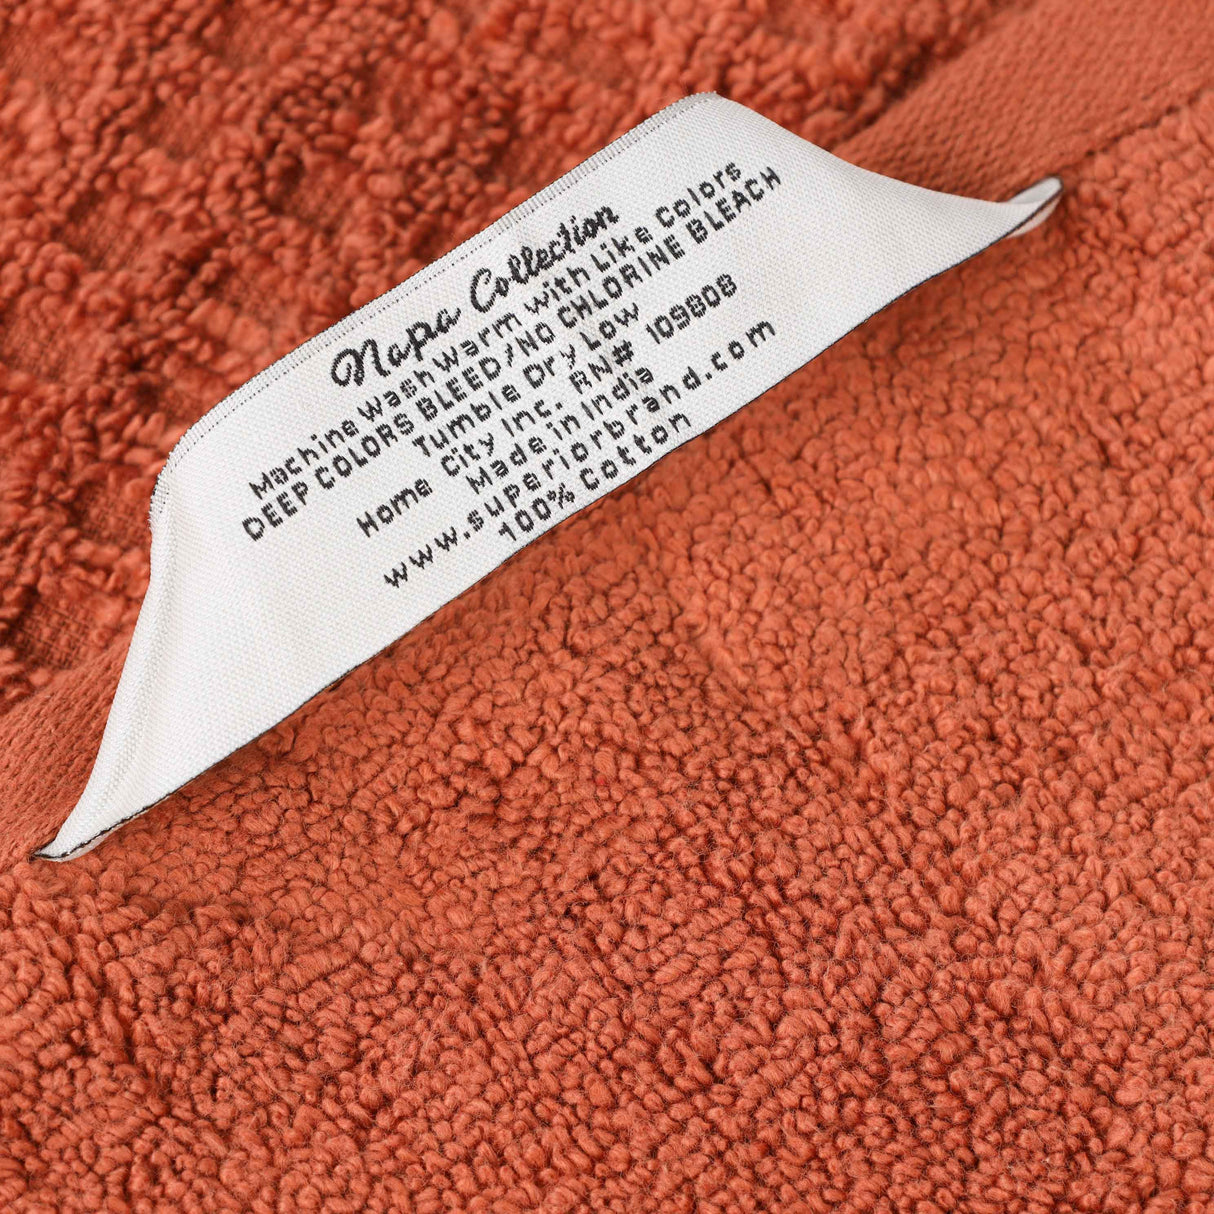 Napa Collection
Machine Wash Warm with Like Colors
DEEP COLORS BLEED/NO CHLORINE BLEACH
Tumble Dry Low
Home City Inc. RN# 109808
Made in India
www.superiorbrand.com
100% Cotton